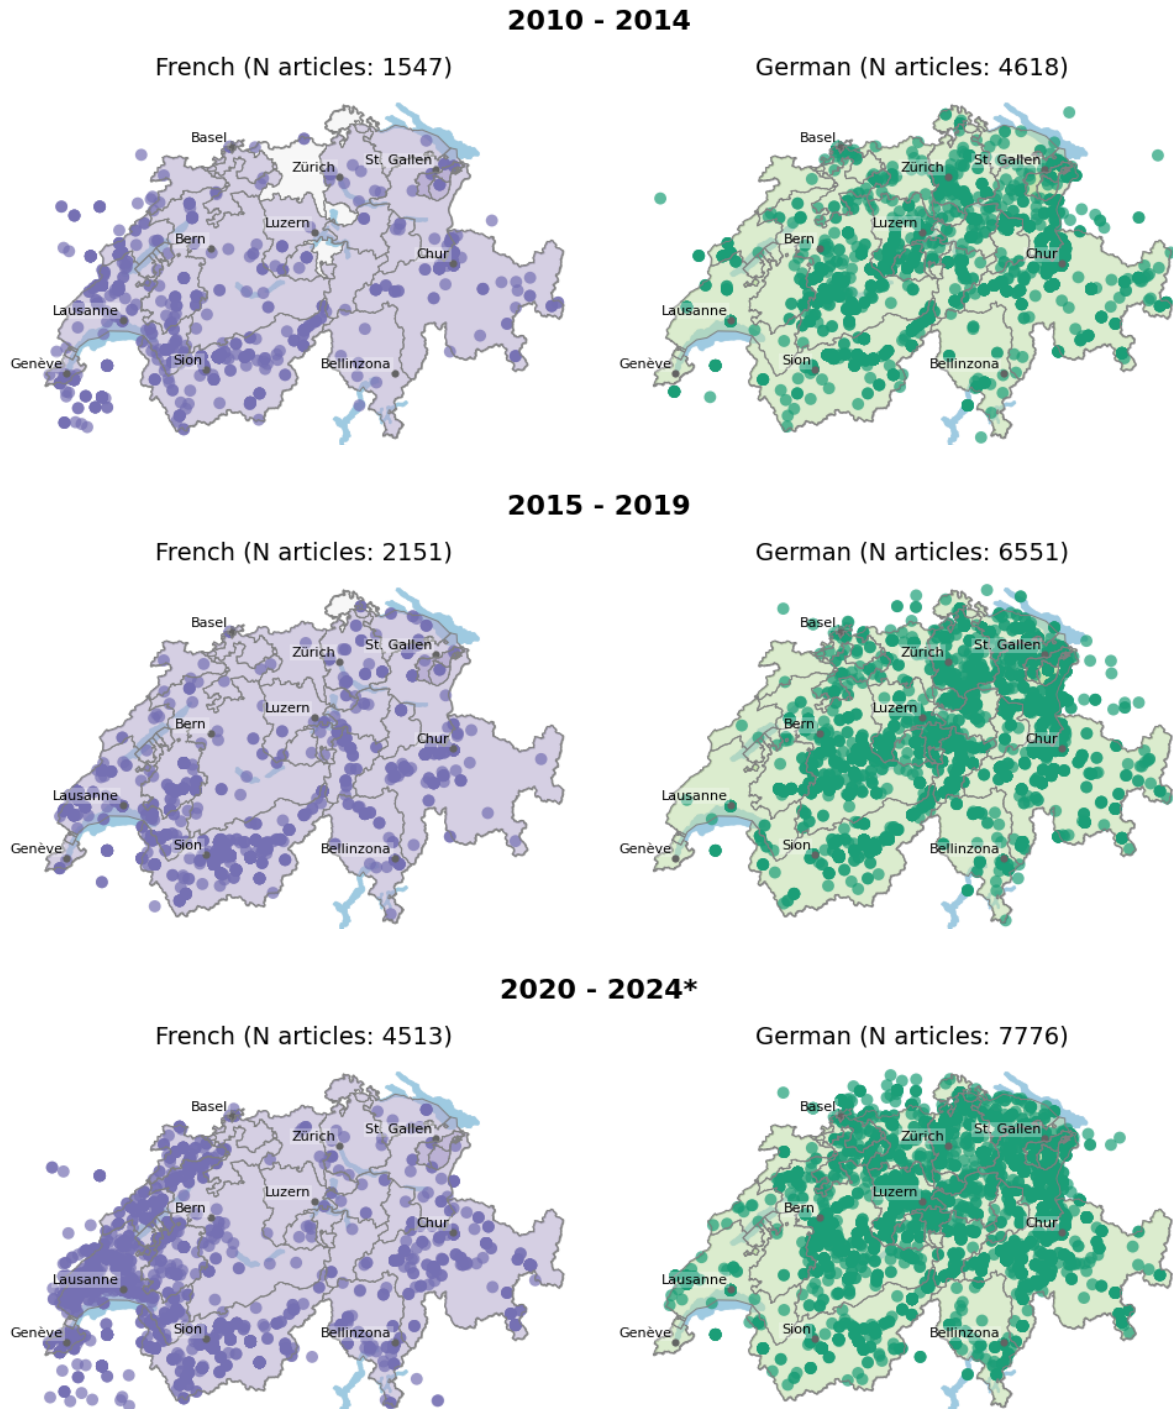 2010 - 2014
French (N articles: 1547)
German (N articles: 4618)
Basel
Zürich
St. Gallen
Luzern
Bern
Chur
Lausanne
Genève
Sion
Bellinzona
Basel
Zürich
St. Gallen
Luzern
Bern
Chur
Lausanne
Genève
Sion
Bellinzona
2015 - 2019
French (N articles: 2151)
German (N articles: 6551)
Basel
Zürich
St. Gallen
Luzern
Bern
Chur
Lausanne
Genève
Sion
Bellinzona
Basel
Zürich
St. Gallen
Luzern
Bern
Chur
Lausanne
Genève
Sion
Bellinzona
2020 - 2024*
French (N articles: 4513)
German (N articles: 7776)
Basel
Zürich
St. Gallen
Luzern
Bern
Chur
Lausanne
Genève
Sion
Bellinzona
Basel
Zürich
St. Gallen
Luzern
Bern
Chur
Lausanne
Genève
Sion
Bellinzona